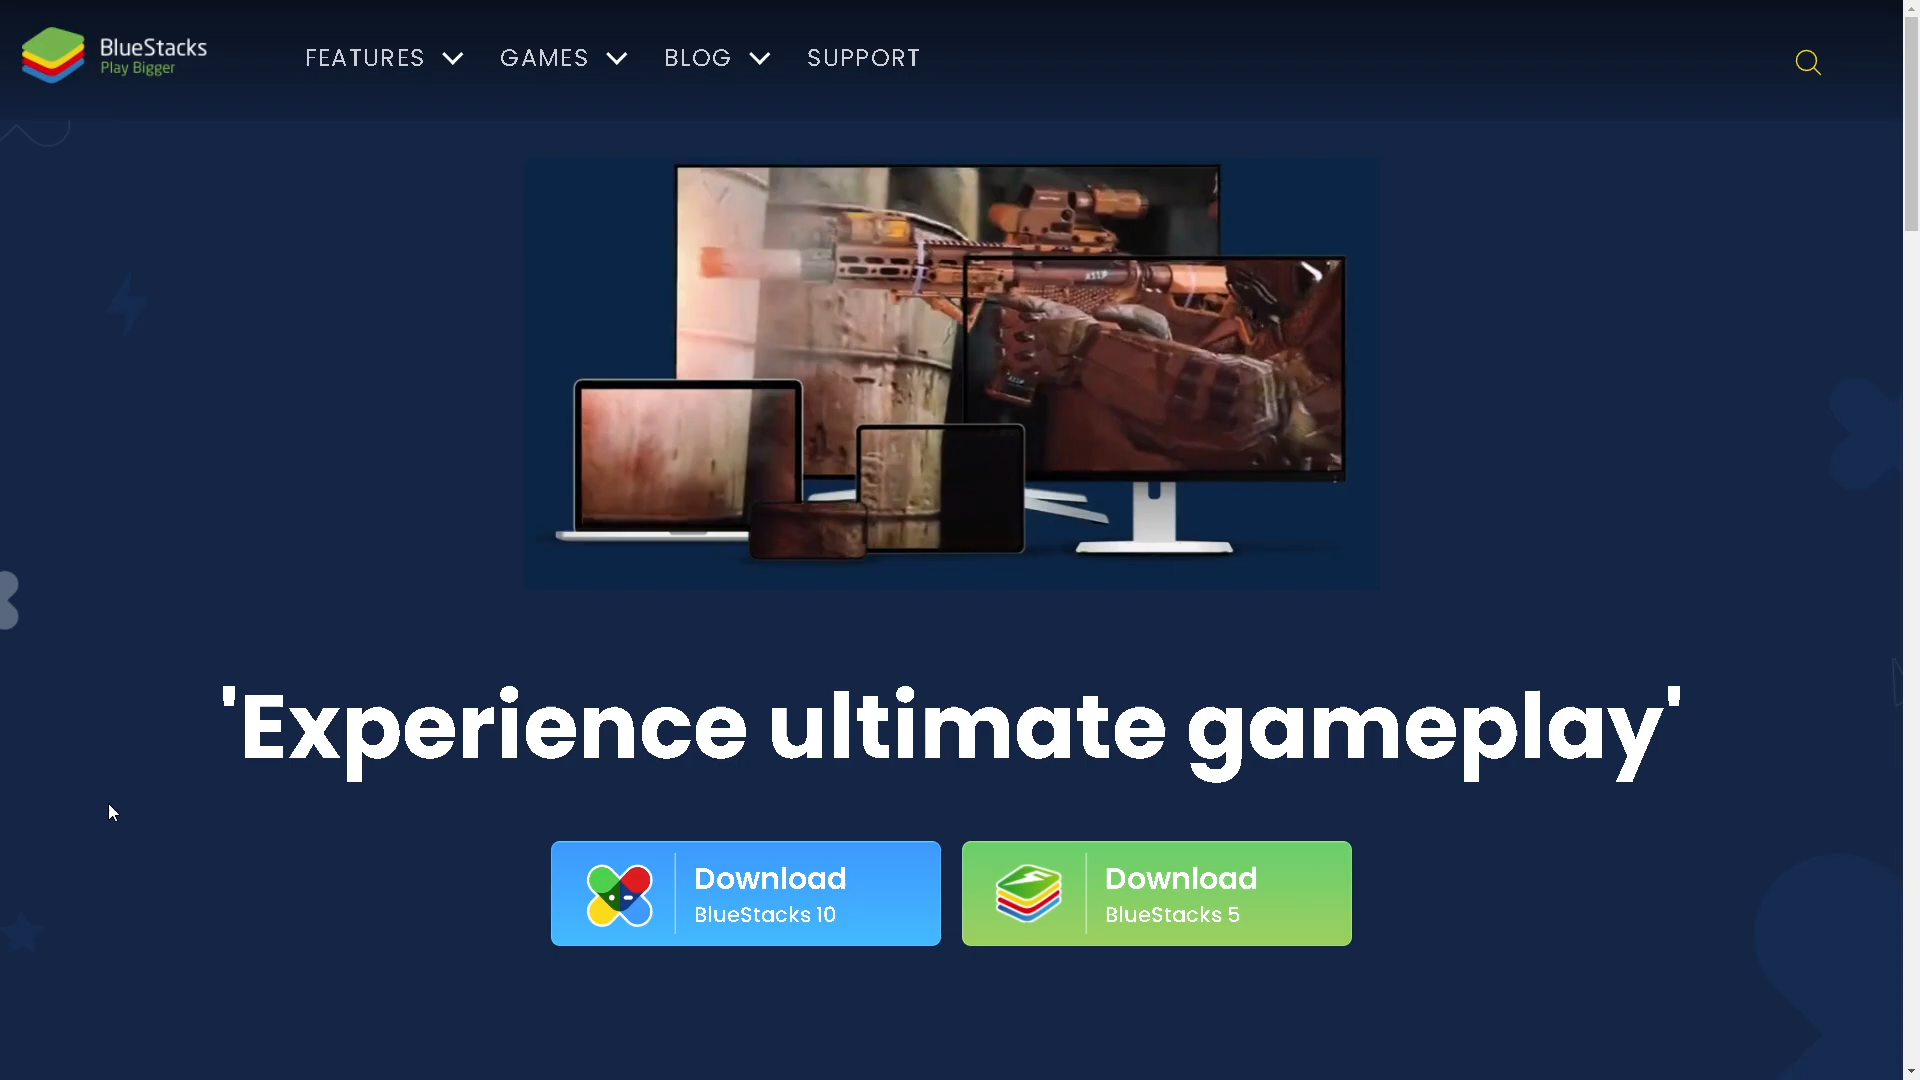 BlueStacks
Play Bigger
FEATURES
GAMES
BLOG
SUPPORT
'Experience ultimate gameplay'
Download
BlueStacks 10
Download
BlueStacks 5